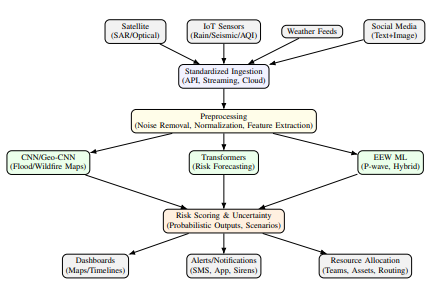 Satellite
(SAR/Optical)
IoT Sensors
(Rain/Seismic/AQI)
Weather Feeds
Social Media
(Text+Image)
Standardized Ingestion
(API, Streaming, Cloud)
Preprocessing
(Noise Removal, Normalization, Feature Extraction)
CNN/Geo-CNN
(Flood/Wildfire Maps)
Transformers
(Risk Forecasting)
EEW ML
(P-wave, Hybrid)
Risk Scoring & Uncertainty
(Probabilistic Outputs, Scenarios)
Dashboards
(Maps/Timelines)
Alerts/Notifications
(SMS, App, Sirens)
Resource Allocation
(Teams, Assets, Routing)